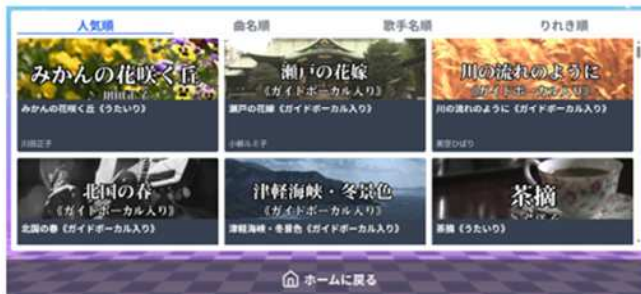 人気順
曲名順
歌手名順
りれき順
みかんの花咲く丘
川田正子
みかんの花咲く丘《うたいり》
川田正子
瀬戸の花嫁
《ガイドボーカル入り》
瀬戸の花嫁《ガイドボーカル入り》
小柳ルミ子
川の流れのように
《ガイドボーカル入り》
川の流れのように《ガイドボーカル入り》
美空ひばり
北国の春
《ガイドボーカル入り》
北国の春《ガイドボーカル入り》
津軽海峡・冬景色
《ガイドボーカル入り》
津軽海峡・冬景色《ガイドボーカル入り》
茶摘
茶摘《うたいり》
ホームに戻る